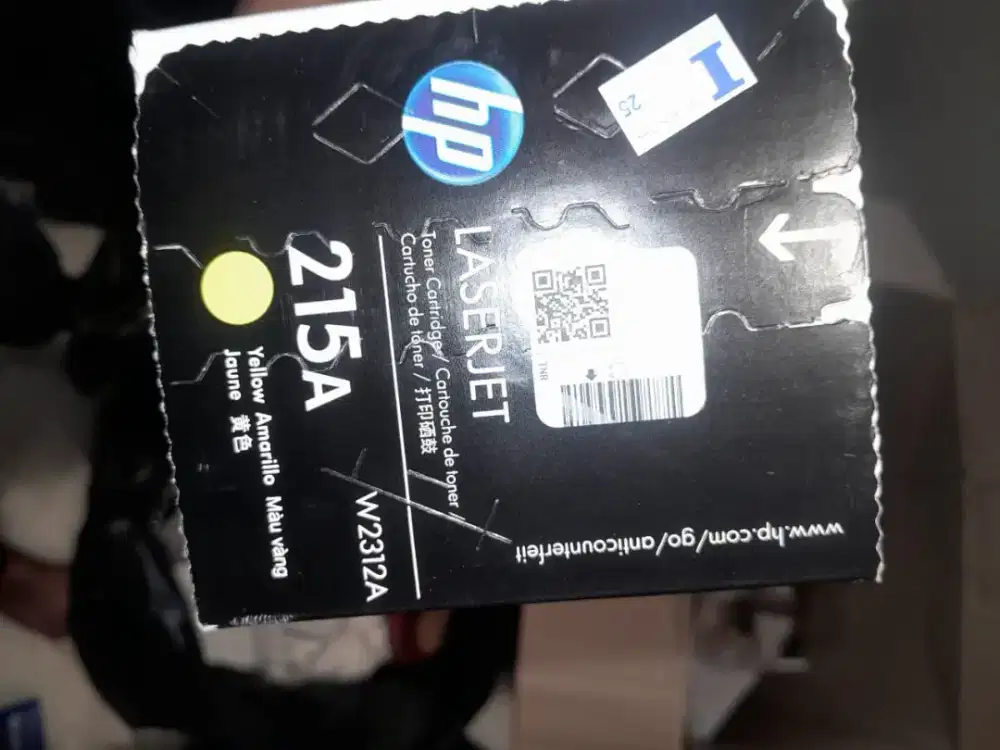 hp
LASERJET
Toner Cartridge / Cartouche de toner /
Cartucho de tóner / 打印硒鼓
W2312A
215A
Yellow Amarillo Màu vàng
Jaune 黄色
www.hp.com/go/anticounterfeit
I
25
TNR